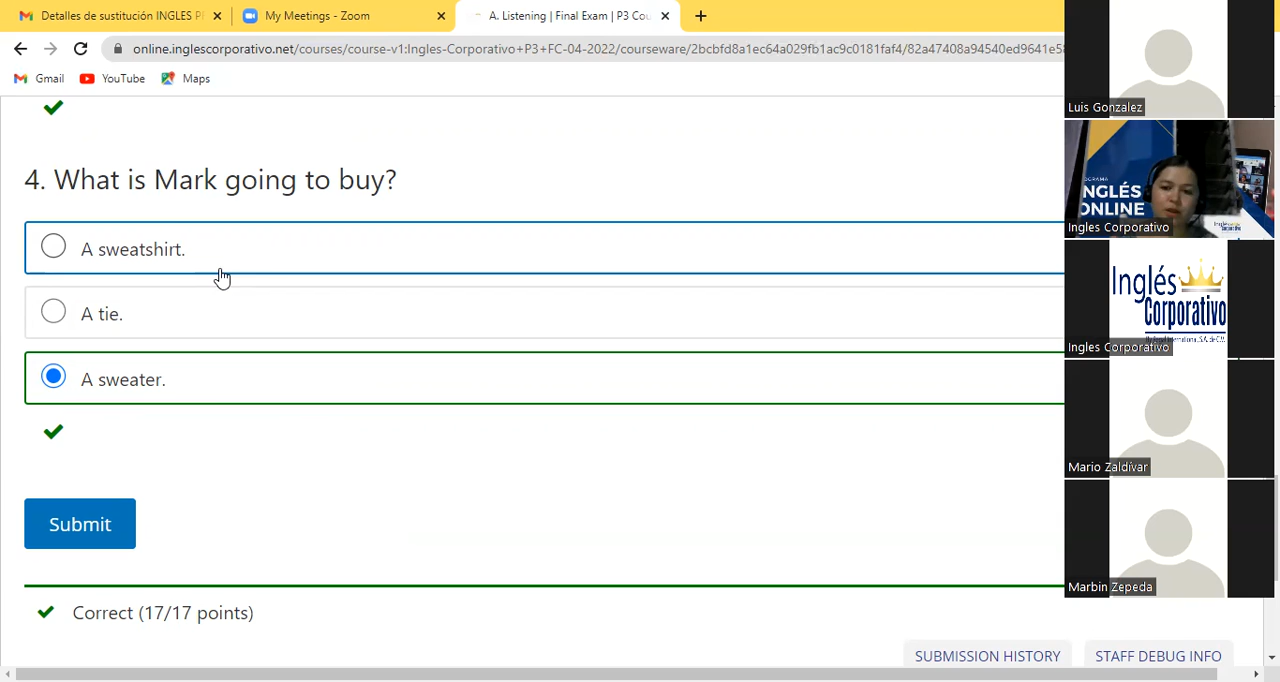 Detalles de sustitución INGLES P
My Meetings - Zoom
A. Listening | Final Exam | P3 Cou
online.inglescorporativo.net/courses/course-v1:Ingles-Corporativo+P3+FC-04-2022/courseware/2bcbfd8a1ec64a029fb1ac9c0181faf4/82a47408a94540ed9641e5
Gmail
YouTube
Maps
4. What is Mark going to buy?
A sweatshirt.
A tie.
A sweater.
Submit
Correct (17/17 points)
SUBMISSION HISTORY
STAFF DEBUG INFO
Luis Gonzalez
INGLÉS
ONLINE
Ingles Corporativo
Inglés
Corporativo
Ingles Corporativo
Mario Zaldívar
Marbin Zepeda